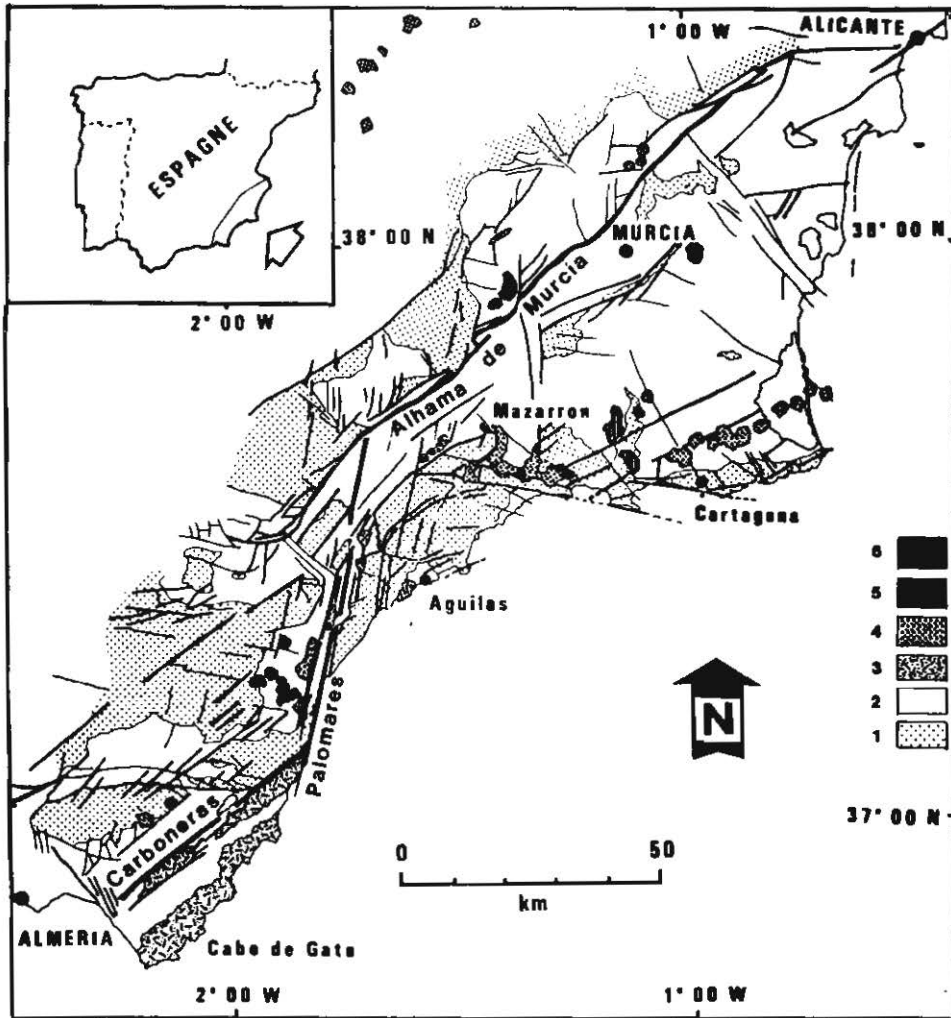 1° 00 W
ALICANTE
ESPAGNE
38° 00 N
MURCIA
38° 00 N
2° 00 W
Alhama de Murcia
Mazarron
Cartagena
Aguilas
6
5
4
3
2
1
N
Palomares
Carboneras
37° 00 N
0 50
km
ALMERIA
Cabo de Gata
2° 00 W
1° 00 W